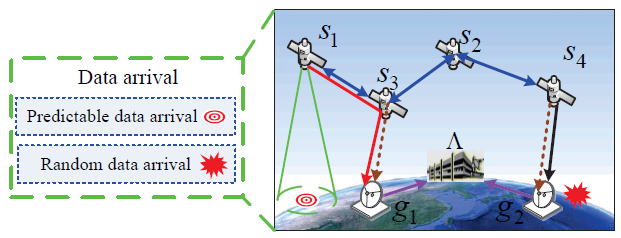 Data arrival
Predictable data arrival
Random data arrival
s1
s2
s3
s4
Λ
g1
g2